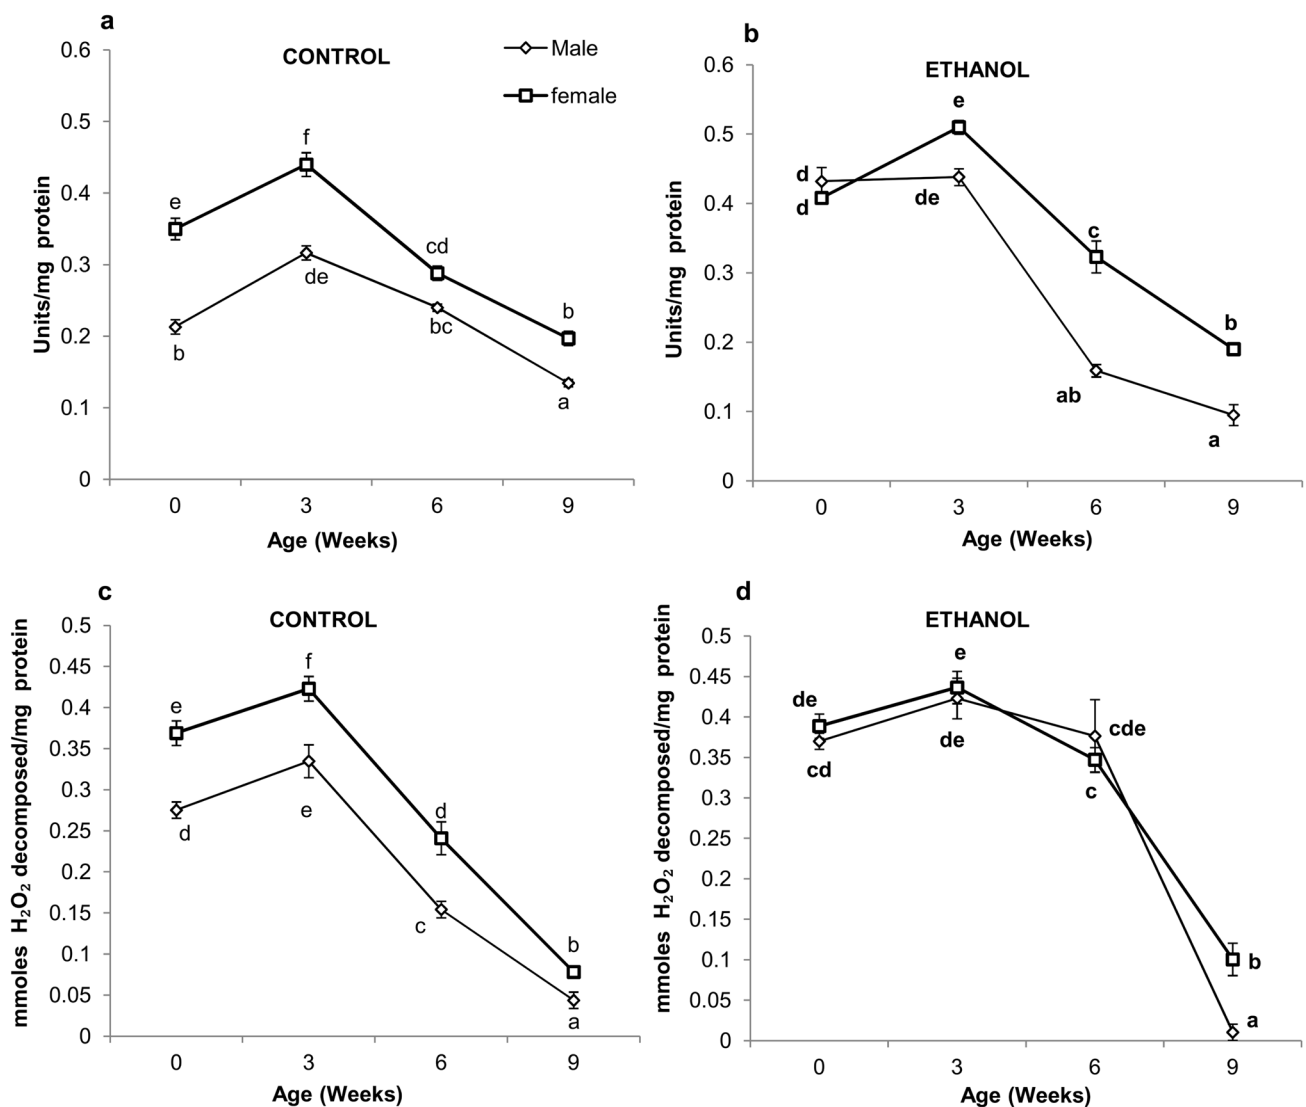 a
CONTROL
Male
female
0.6
0.5
0.4
0.3
0.2
0.1
0
Units/mg protein
e
f
cd
b
b
de
bc
a
0 3 6 9
Age (Weeks)
b
ETHANOL
0.6
0.5
0.4
0.3
0.2
0.1
0
Units/mg protein
d
d
e
de
c
ab
b
a
0 3 6 9
Age (Weeks)
c
CONTROL
0.5
0.45
0.4
0.35
0.3
0.25
0.2
0.15
0.1
0.05
0
mmoles H₂O₂ decomposed/mg protein
e
f
d
b
d
e
c
a
0 3 6 9
Age (Weeks)
d
ETHANOL
0.5
0.45
0.4
0.35
0.3
0.25
0.2
0.15
0.1
0.05
0
mmoles H₂O₂ decomposed/mg protein
de
cd
e
de
cde
c
b
a
0 3 6 9
Age (Weeks)